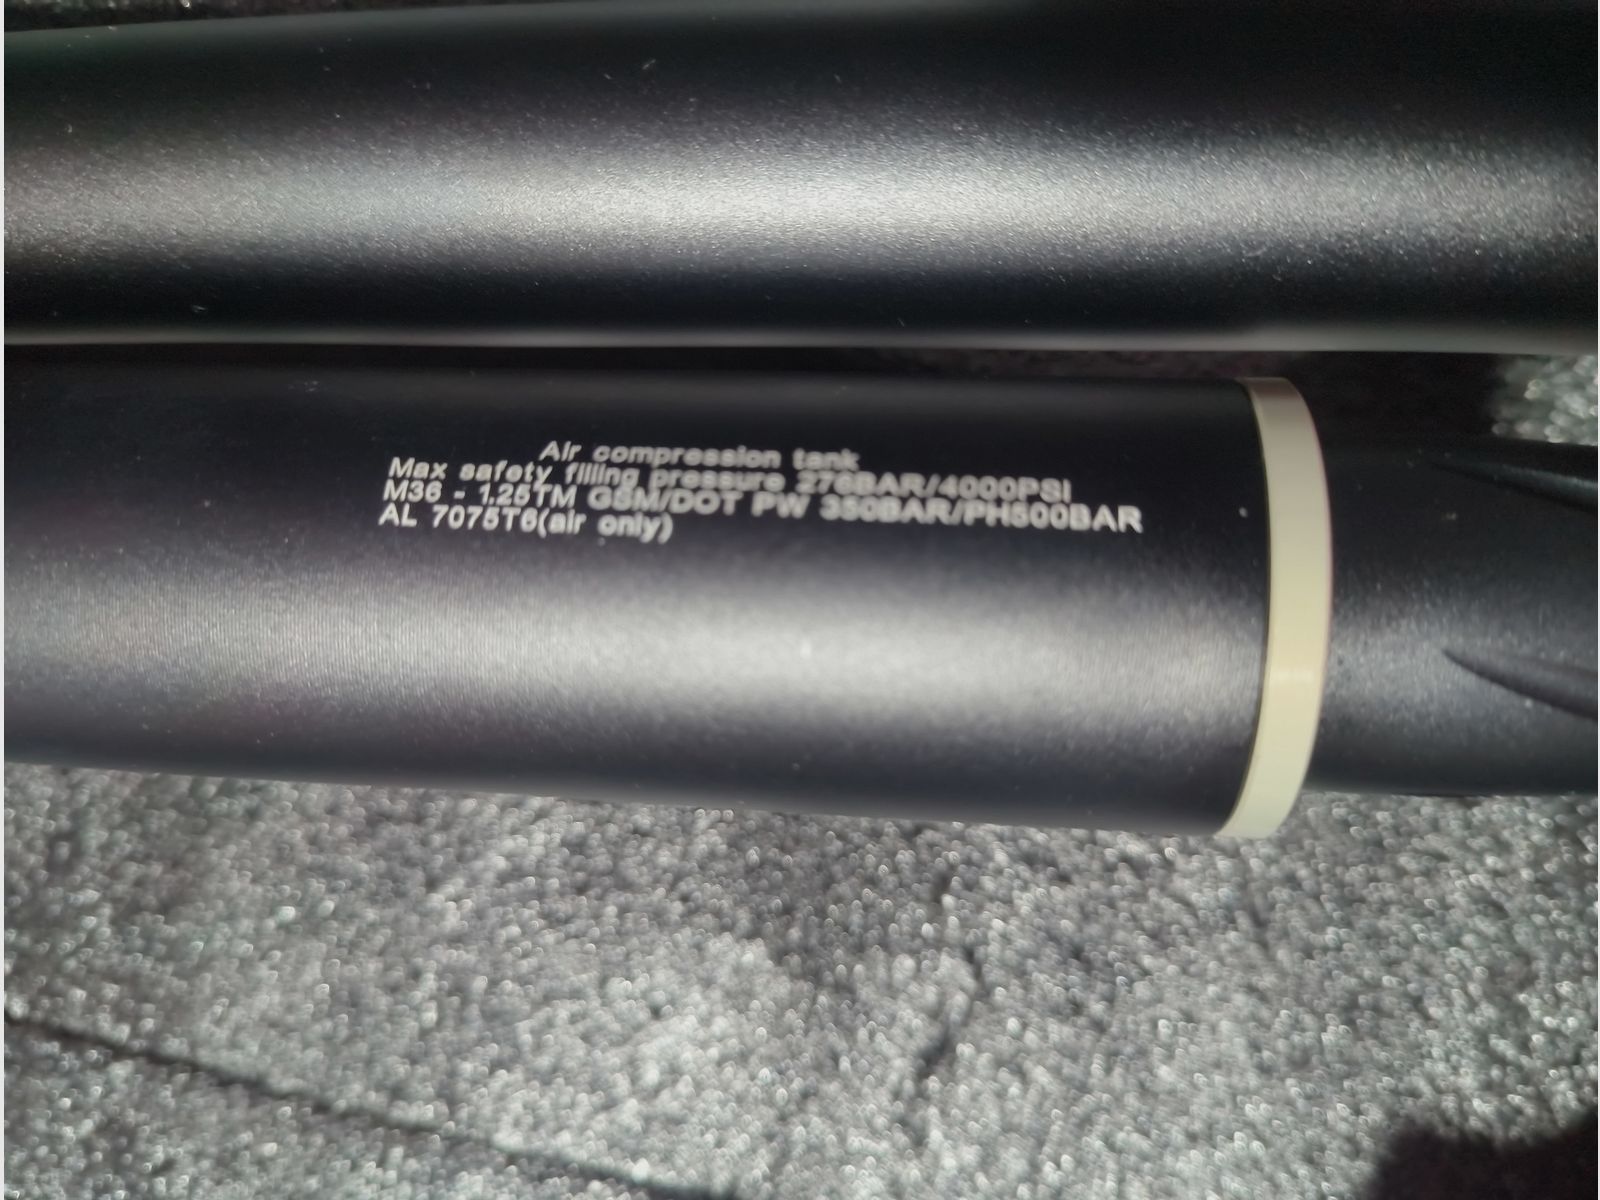 Air compression tank
Max safety filling pressure 276BAR/4000PSI
M36 - 1.25TM GSM/DOT PW 350BAR/PH500BAR
AL 7075T6(air only)